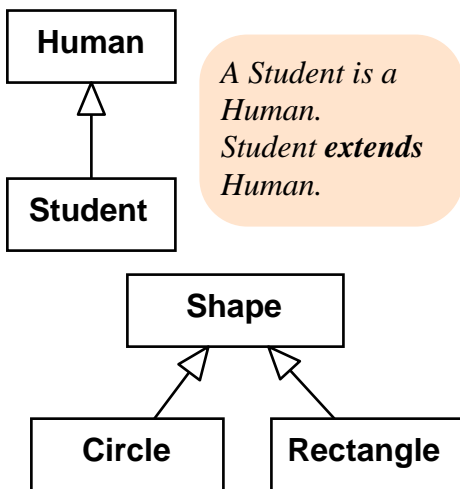 Human
A Student is a
Human.
Student extends
Human.
Student
Shape
Circle
Rectangle